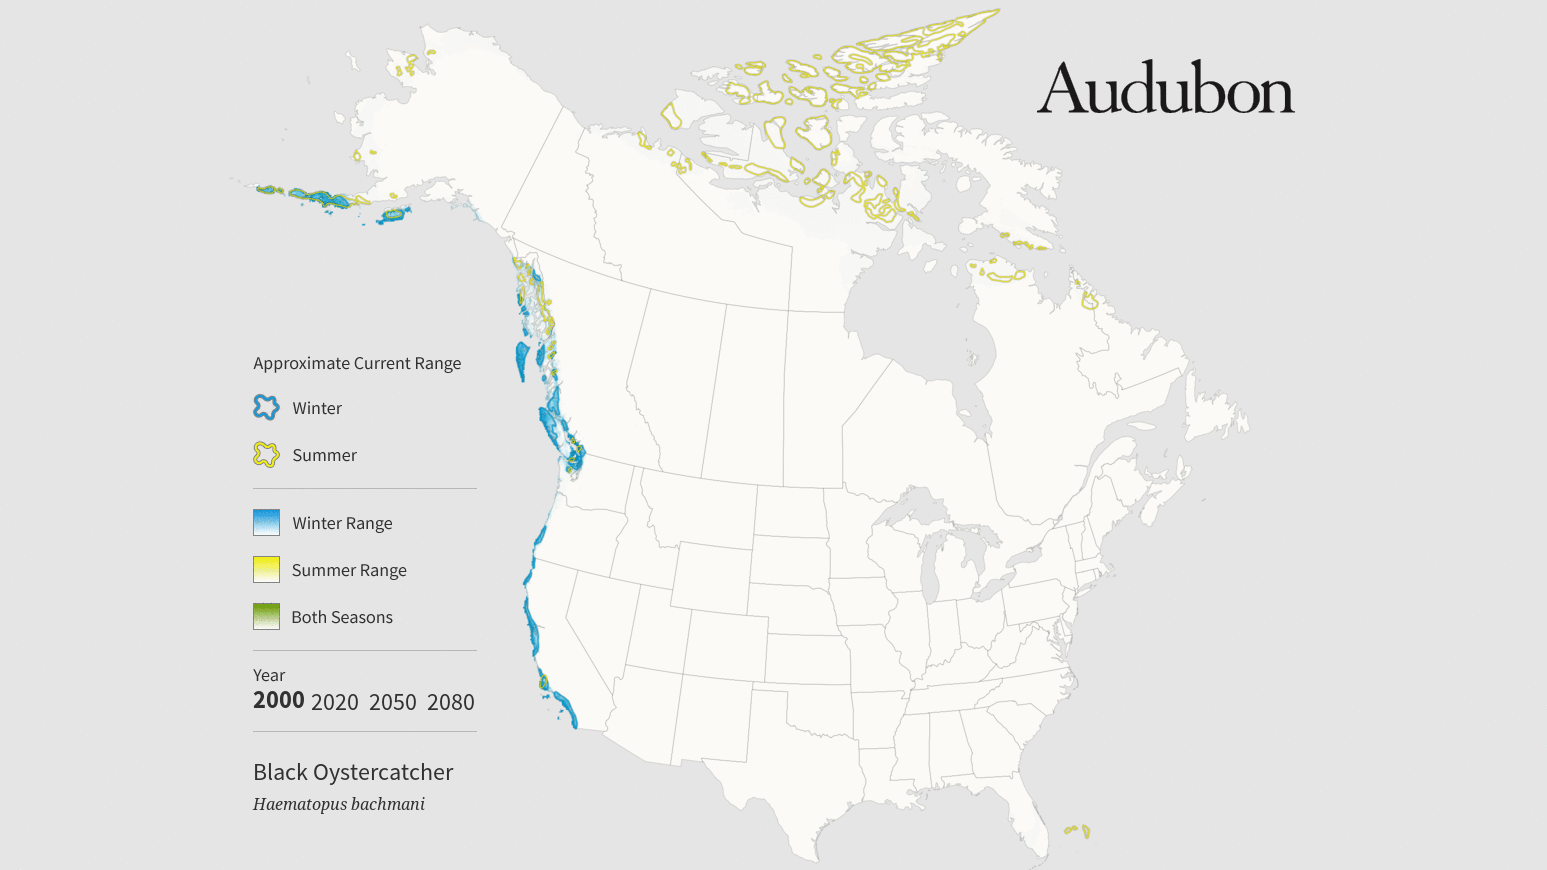 Audubon
Approximate Current Range
Winter
Summer
Winter Range
Summer Range
Both Seasons
Year
2000 2020 2050 2080
Black Oystercatcher
Haematopus bachmani